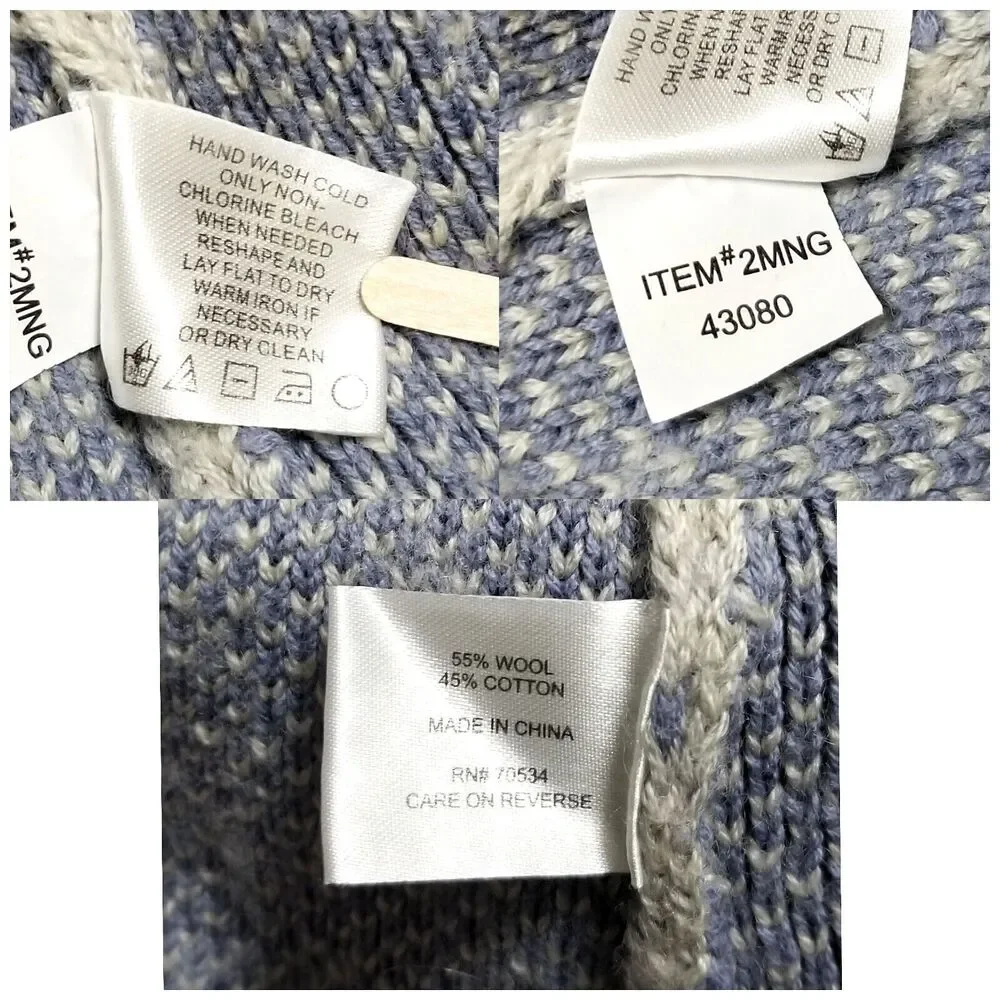 HAND WASH COLD
ONLY NON-
CHLORINE BLEACH
WHEN NEEDED
RESHAPE AND
LAY FLAT TO DRY
WARM IRON IF
NECESSARY
OR DRY CLEAN
M#2MNG
HAND W
ONLY
CHLORINE
WHEN N
RESHAP
LAY FLAT
WARM IR
NECESS
OR DRY C
ITEM#2MNG
43080
55% WOOL
45% COTTON
MADE IN CHINA
RN# 70534
CARE ON REVERSE